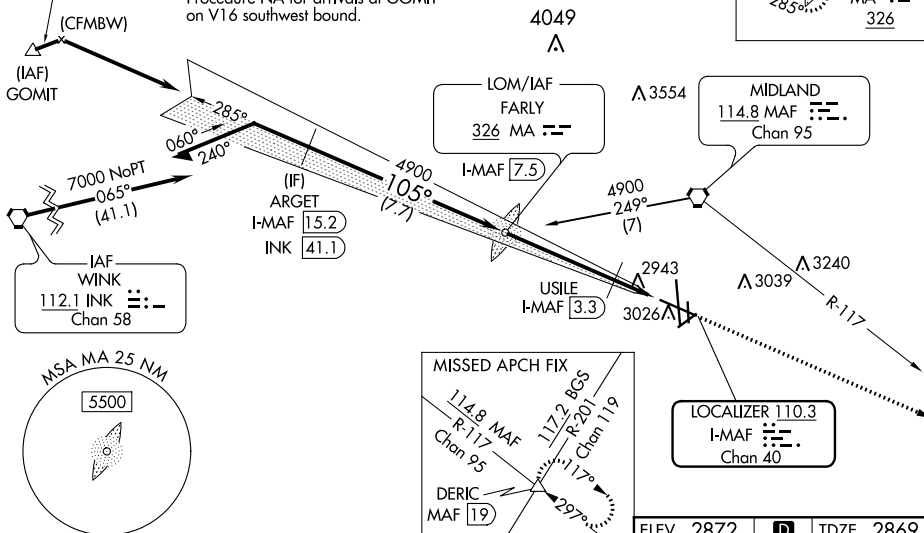 Procedure NA for arrivals at GOMIT
on V16 southwest bound.
(CFMBW)
(IAF)
GOMIT
4049
285°
MA
326
LOM/IAF
FARLY
326 MA
I-MAF 7.5
3554
MIDLAND
114.8 MAF
Chan 95
285°
060°
240°
7000 NoPT
065°
(41.1)
(IF)
ARGET
I-MAF 15.2
INK 41.1
4900
105°
(7.7)
4900
249°
(7)
IAF
WINK
112.1 INK
Chan 58
USILE
I-MAF 3.3
2943
3026
3039
3240
R-117
MSA MA 25 NM
5500
MISSED APCH FIX
114.8 MAF
R-117
Chan 95
117.2 BGS
R-201
Chan 119
117°
297°
DERIC
MAF 19
LOCALIZER 110.3
I-MAF
Chan 40
ELEV 2872
D
TDZE 2869